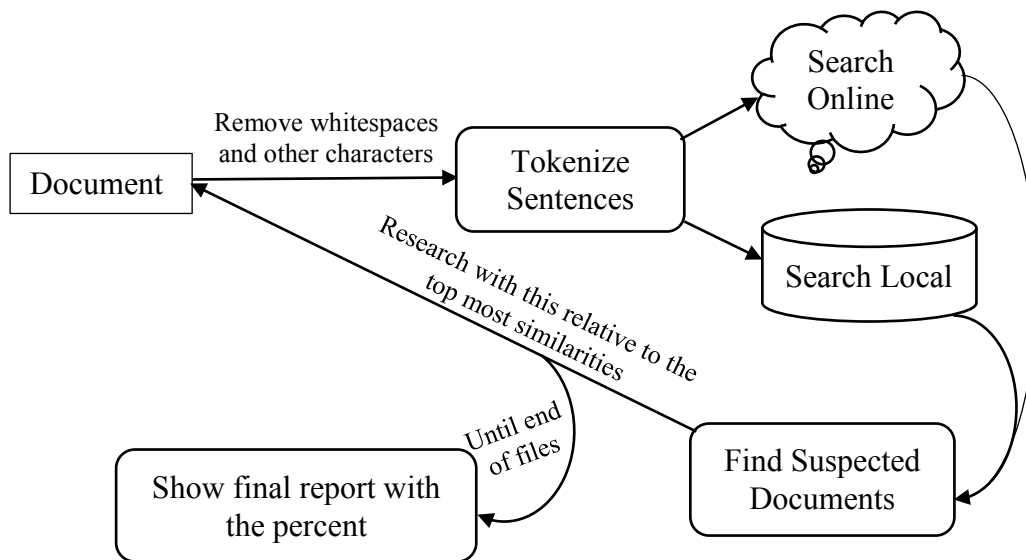 Search
Online
Remove whitespaces
and other characters
Document
Tokenize
Sentences
Search Local
Research with this relative to the
top most similarities
Until end
of files
Find Suspected
Documents
Show final report with
the percent